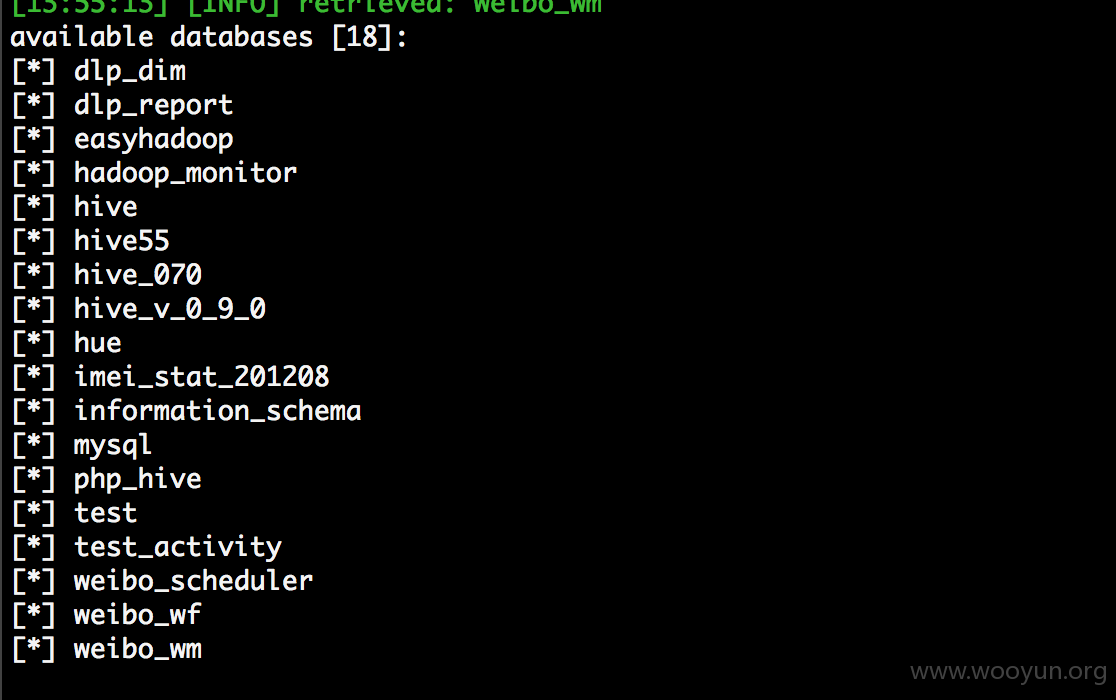 [15:55:15] [INFO] retrieved: weibo_wm
available databases [18]:
[*] dlp_dim
[*] dlp_report
[*] easyhadoop
[*] hadoop_monitor
[*] hive
[*] hive55
[*] hive_070
[*] hive_v_0_9_0
[*] hue
[*] imei_stat_201208
[*] information_schema
[*] mysql
[*] php_hive
[*] test
[*] test_activity
[*] weibo_scheduler
[*] weibo_wf
[*] weibo_wm
www.wooyun.org